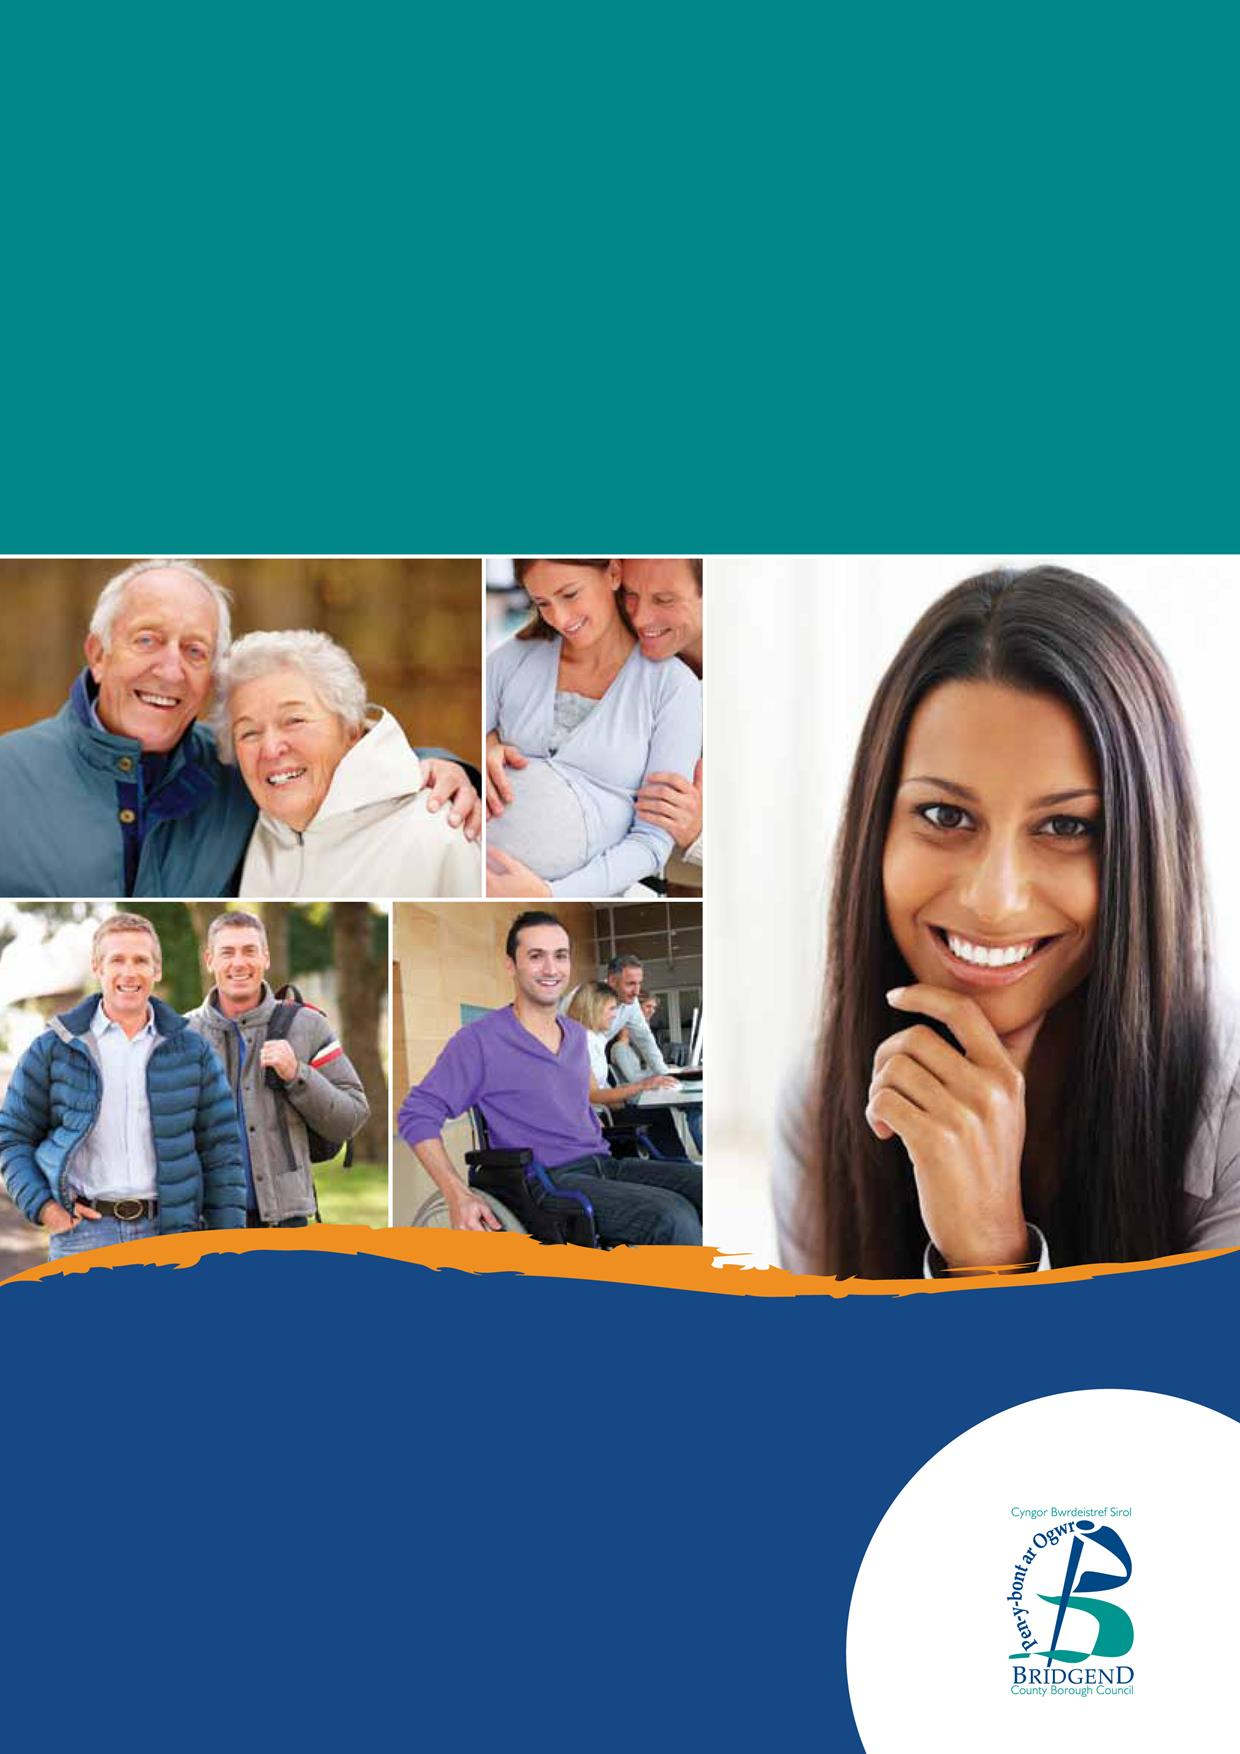 Cyngor Bwrdeistref Sirol
Pen-y-bont ar Ogwr
BRIDGEND
County Borough Council